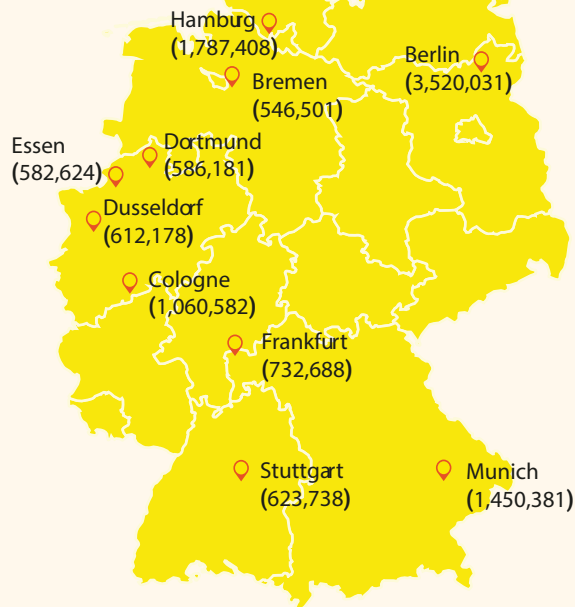 Hamburg
(1,787,408)
Berlin
(3,520,031)
Bremen
(546,501)
Essen
(582,624)
Dortmund
(586,181)
Dusseldorf
(612,178)
Cologne
(1,060,582)
Frankfurt
(732,688)
Stuttgart
(623,738)
Munich
(1,450,381)